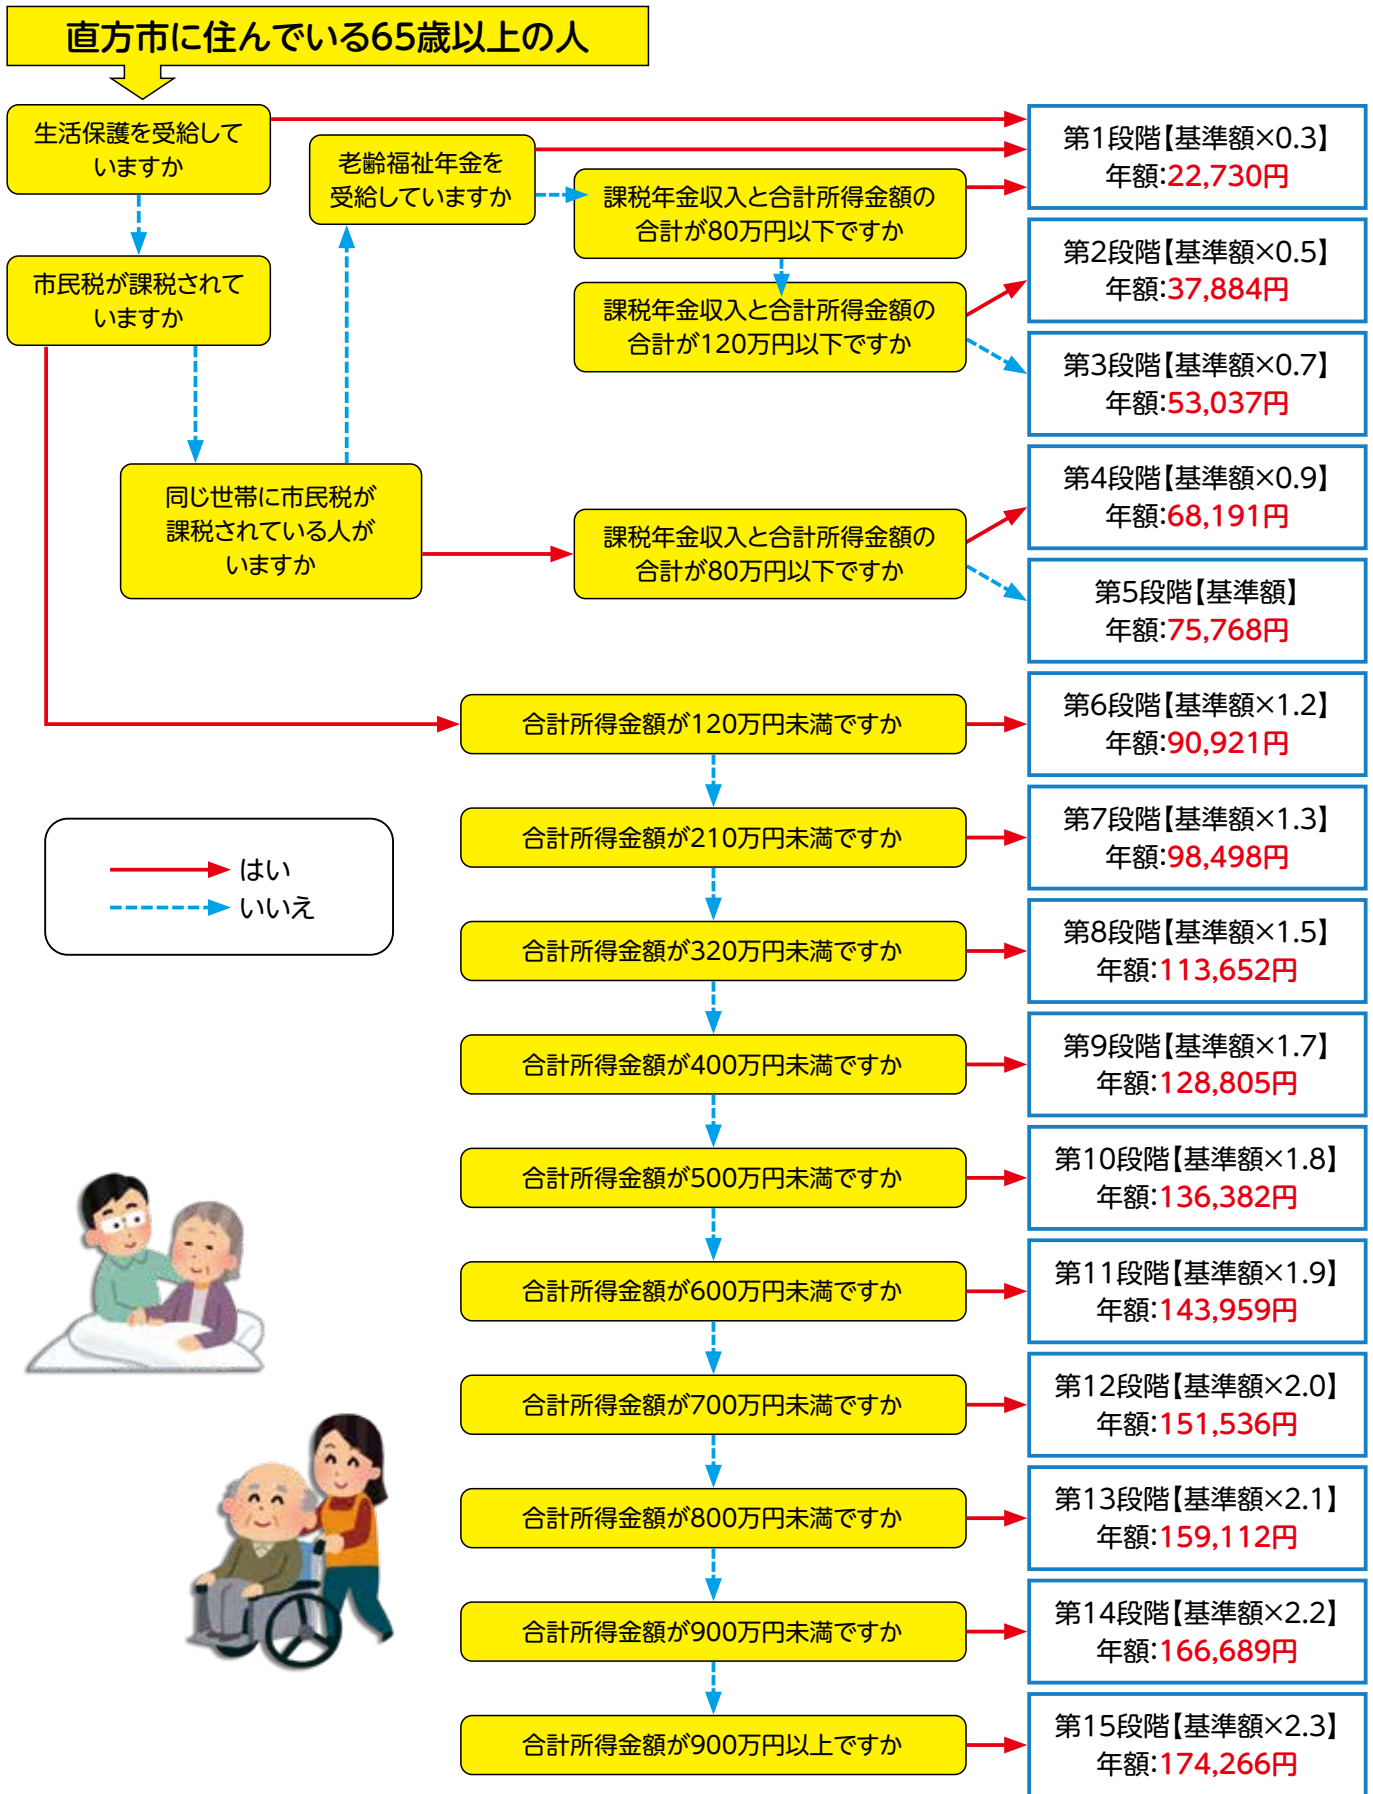 直方市に住んでいる65歳以上の人
生活保護を受給して
いますか
老齢福祉年金を
受給していますか
課税年金収入と合計所得金額の
合計が80万円以下ですか
第1段階【基準額×0.3】
年額:22,730円
市民税が課税されて
いますか
課税年金収入と合計所得金額の
合計が120万円以下ですか
第2段階【基準額×0.5】
年額:37,884円
第3段階【基準額×0.7】
年額:53,037円
同じ世帯に市民税が
課税されている人が
いますか
課税年金収入と合計所得金額の
合計が80万円以下ですか
第4段階【基準額×0.9】
年額:68,191円
第5段階【基準額】
年額:75,768円
合計所得金額が120万円未満ですか
第6段階【基準額×1.2】
年額:90,921円
はい
いいえ
合計所得金額が210万円未満ですか
第7段階【基準額×1.3】
年額:98,498円
合計所得金額が320万円未満ですか
第8段階【基準額×1.5】
年額:113,652円
合計所得金額が400万円未満ですか
第9段階【基準額×1.7】
年額:128,805円
合計所得金額が500万円未満ですか
第10段階【基準額×1.8】
年額:136,382円
合計所得金額が600万円未満ですか
第11段階【基準額×1.9】
年額:143,959円
合計所得金額が700万円未満ですか
第12段階【基準額×2.0】
年額:151,536円
合計所得金額が800万円未満ですか
第13段階【基準額×2.1】
年額:159,112円
合計所得金額が900万円未満ですか
第14段階【基準額×2.2】
年額:166,689円
合計所得金額が900万円以上ですか
第15段階【基準額×2.3】
年額:174,266円